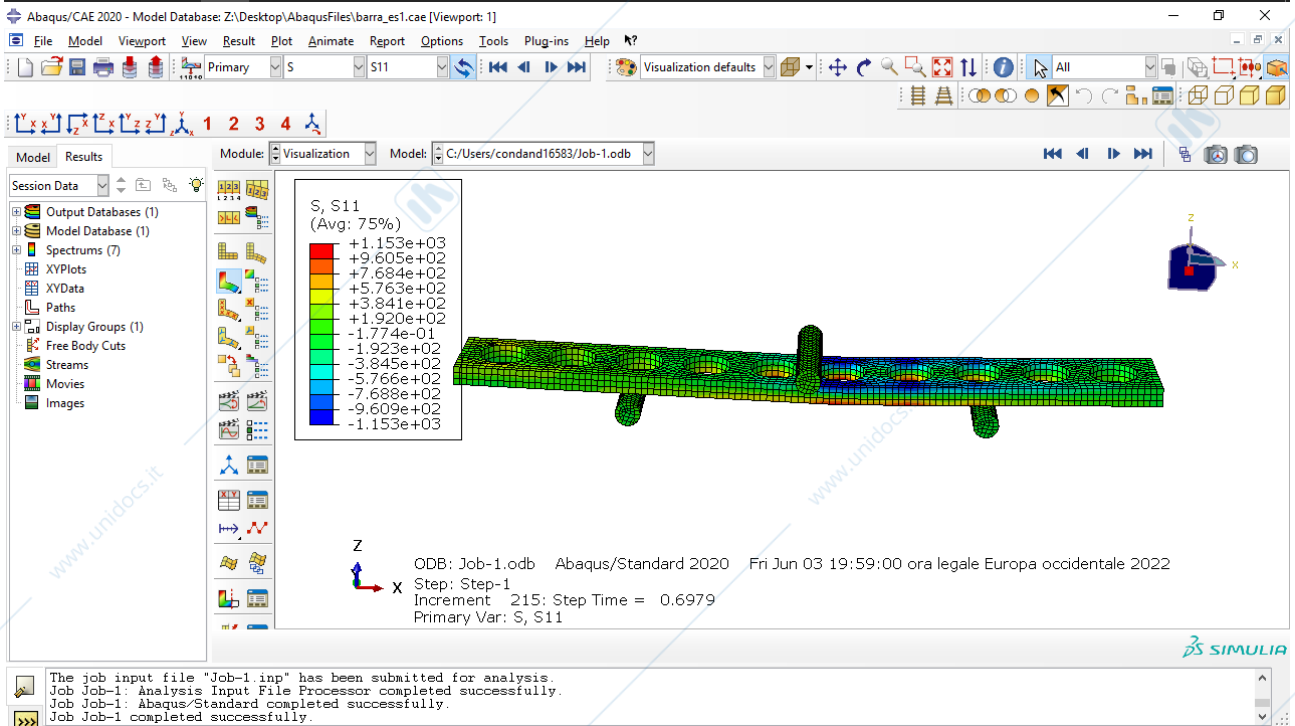 Abaqus/CAE 2020 - Model Database: Z:\Desktop\AbaqusFiles\barra_es1.cae [Viewport: 1]
File Model Viewport View Result Plot Animate Report Options Tools Plug-ins Help
Primary S S11 Visualization defaults All
1 2 3 4
Model Results Module: Visualization Model: C:/Users/condand16583/Job-1.odb
Session Data
Output Databases (1)
Model Database (1)
Spectrums (7)
XYPlots
XYData
Paths
Display Groups (1)
Free Body Cuts
Streams
Movies
Images
S, S11
(Avg: 75%)
+1.153e+03
+9.605e+02
+7.684e+02
+5.763e+02
+3.841e+02
+1.920e+02
-1.774e-01
-1.923e+02
-3.845e+02
-5.766e+02
-7.688e+02
-9.609e+02
-1.153e+03
Z
X
Z
X
ODB: Job-1.odb Abaqus/Standard 2020 Fri Jun 03 19:59:00 ora legale Europa occidentale 2022
Step: Step-1
Increment 215: Step Time = 0.6979
Primary Var: S, S11
www.unidocs.it
www.unidocs.
SIMULIA
The job input file "Job-1.inp" has been submitted for analysis.
Job Job-1: Analysis Input File Processor completed successfully.
Job Job-1: Abaqus/Standard completed successfully.
Job Job-1 completed successfully.